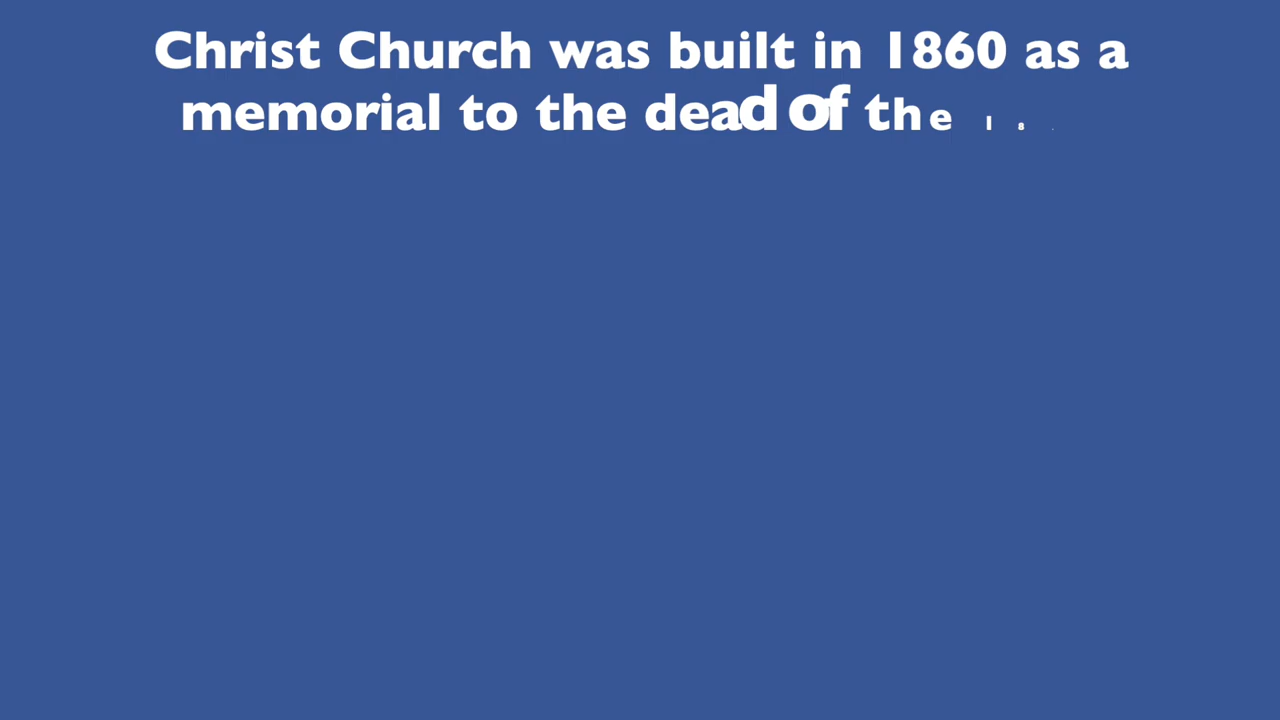 Christ Church was built in 1860 as a
memorial to the dead of the